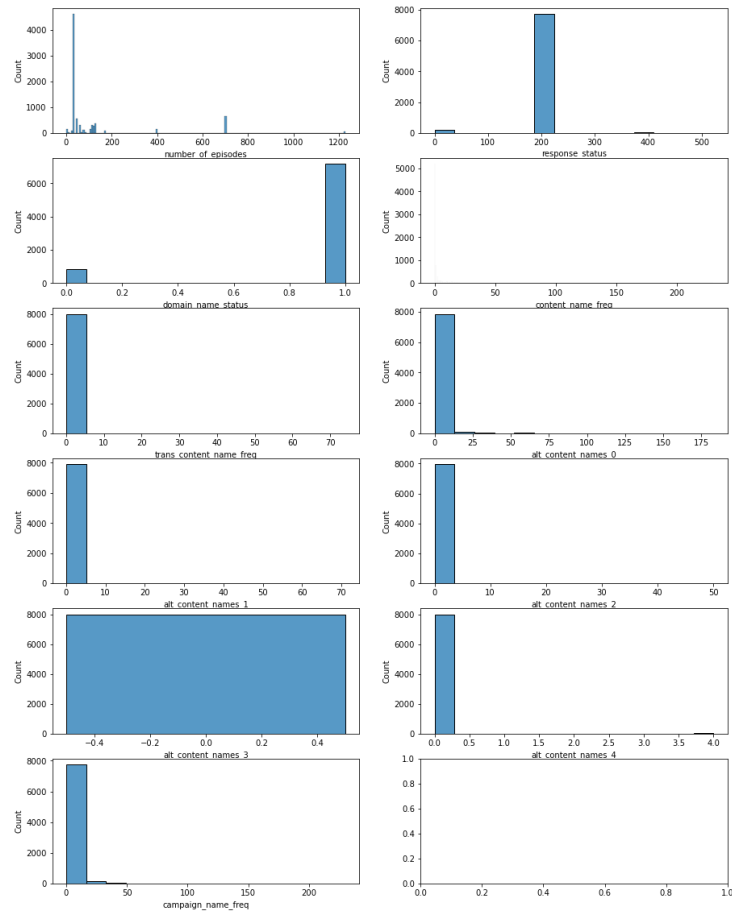 4000
3000
2000
1000
0
Count
0 200 400 600 800 1000 1200
number_of_episodes
8000
6000
4000
2000
0
Count
0 100 200 300 400 500
response_status
6000
4000
2000
0
Count
0.0 0.2 0.4 0.6 0.8 1.0
domain_name_status
5000
4000
3000
2000
1000
0
Count
0 50 100 150 200
content_name_freq
8000
6000
4000
2000
0
Count
0 10 20 30 40 50 60 70
trans_content_name_freq
8000
6000
4000
2000
0
Count
0 25 50 75 100 125 150 175
alt_content_names_0
8000
6000
4000
2000
0
Count
0 10 20 30 40 50 60 70
alt_content_names_1
8000
6000
4000
2000
0
Count
0 10 20 30 40 50
alt_content_names_2
8000
6000
4000
2000
0
Count
−0.4 −0.2 0.0 0.2 0.4
alt_content_names_3
8000
6000
4000
2000
0
Count
0.0 0.5 1.0 1.5 2.0 2.5 3.0 3.5 4.0
alt_content_names_4
8000
6000
4000
2000
0
Count
0 50 100 150 200
campaign_name_freq
1.0
0.8
0.6
0.4
0.2
0.0
0.0 0.2 0.4 0.6 0.8 1.0